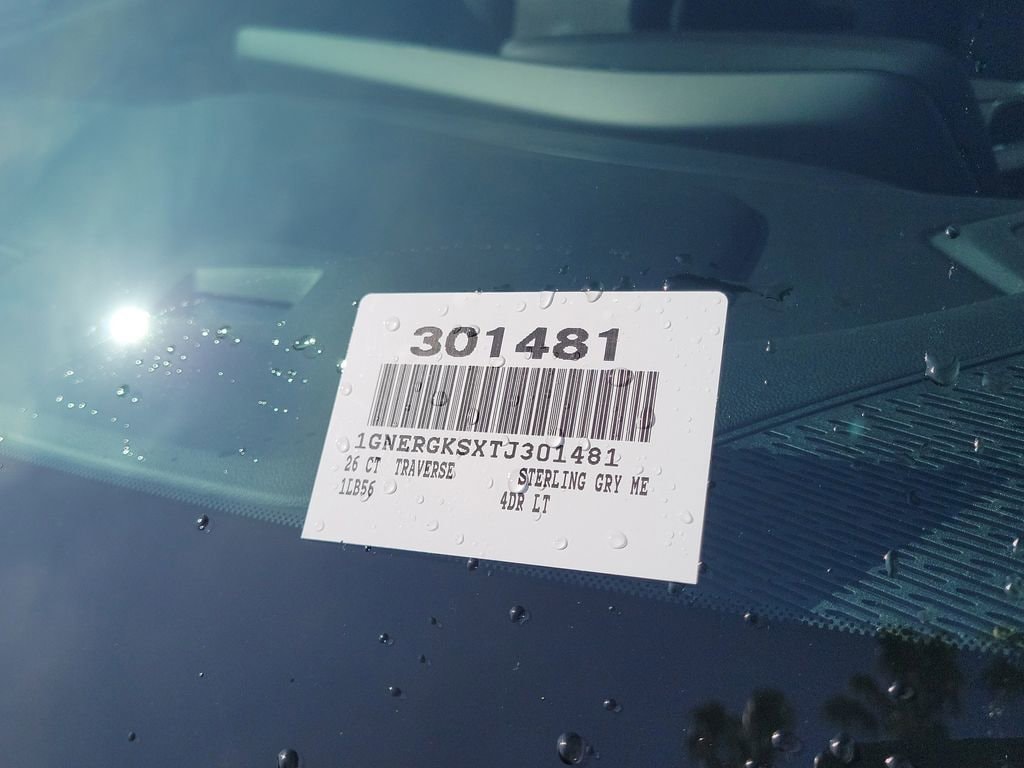 301481
1GNERGKSXTJ301481
26 CT TRAVERSE STERLING GRY ME
1LB56 4DR LT